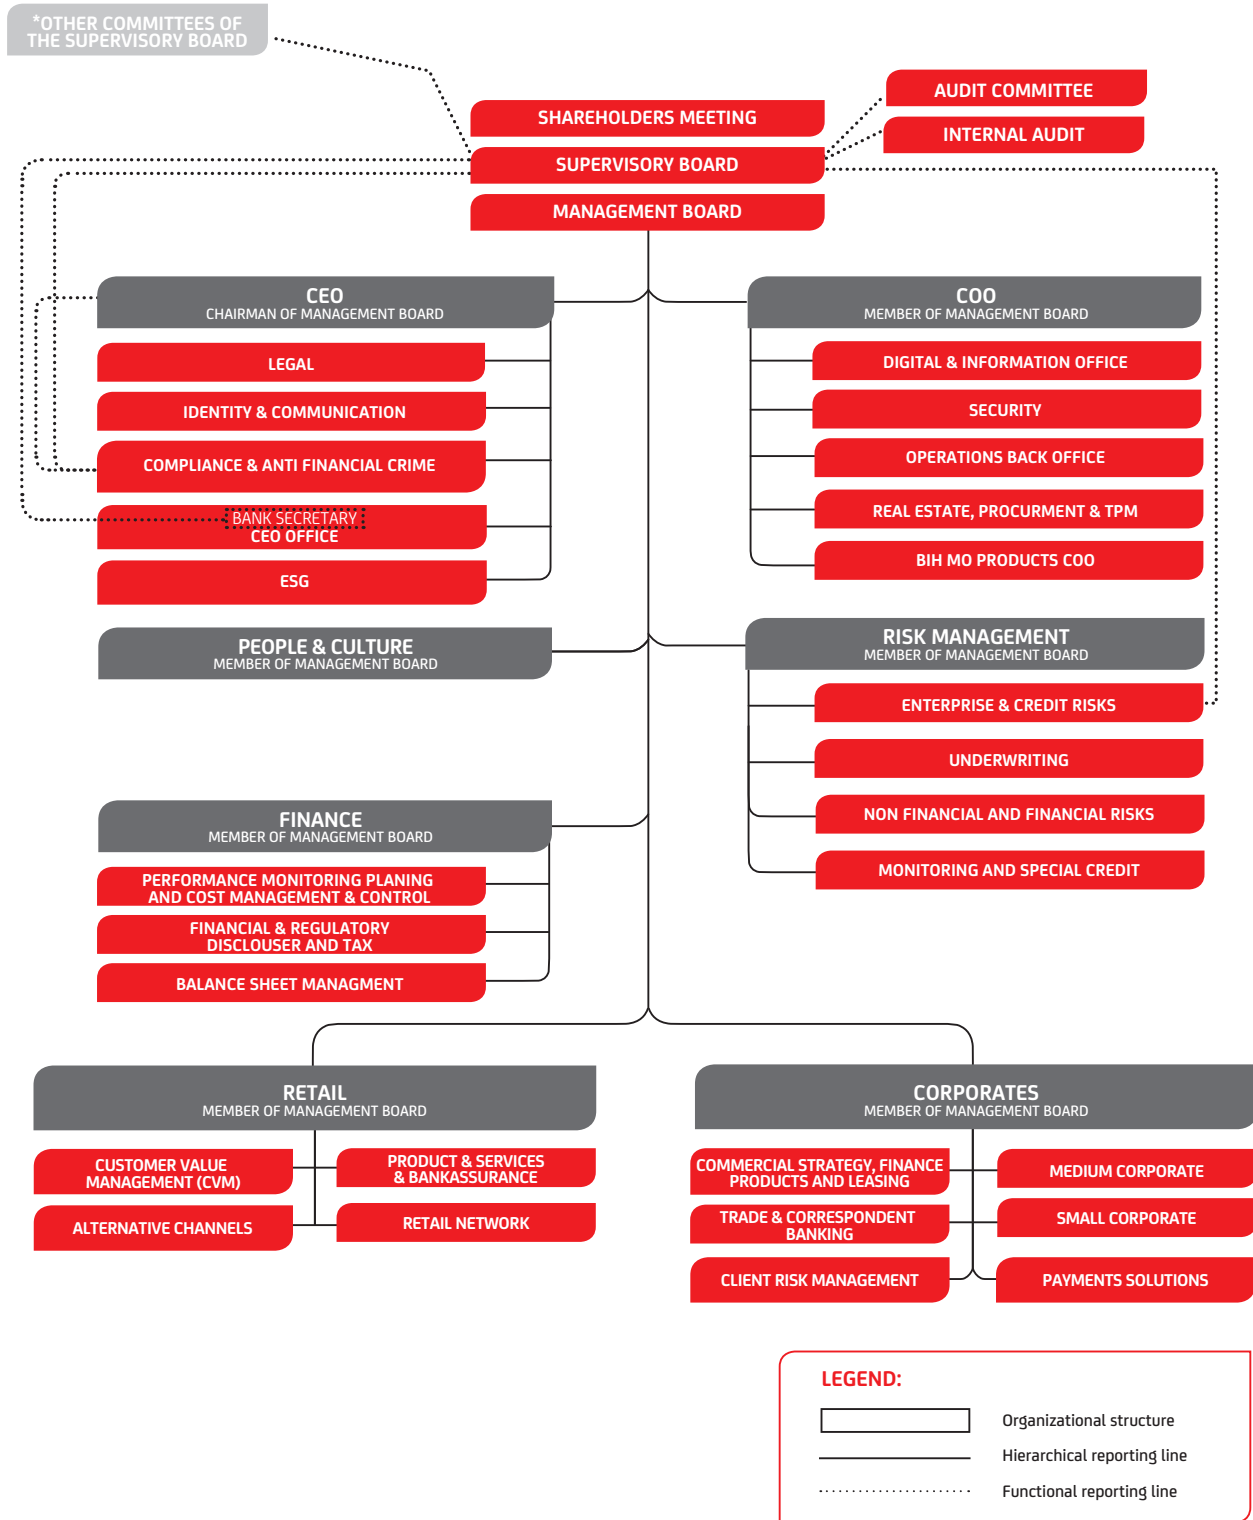 *OTHER COMMITTEES OF
THE SUPERVISORY BOARD
AUDIT COMMITTEE
SHAREHOLDERS MEETING
INTERNAL AUDIT
SUPERVISORY BOARD
MANAGEMENT BOARD
CEO
CHAIRMAN OF MANAGEMENT BOARD
LEGAL
IDENTITY & COMMUNICATION
COMPLIANCE & ANTI FINANCIAL CRIME
BANK SECRETARY
CEO OFFICE
ESG
COO
MEMBER OF MANAGEMENT BOARD
DIGITAL & INFORMATION OFFICE
SECURITY
OPERATIONS BACK OFFICE
REAL ESTATE, PROCURMENT & TPM
BIH MO PRODUCTS COO
PEOPLE & CULTURE
MEMBER OF MANAGEMENT BOARD
RISK MANAGEMENT
MEMBER OF MANAGEMENT BOARD
ENTERPRISE & CREDIT RISKS
UNDERWRITING
NON FINANCIAL AND FINANCIAL RISKS
MONITORING AND SPECIAL CREDIT
FINANCE
MEMBER OF MANAGEMENT BOARD
PERFORMANCE MONITORING PLANING
AND COST MANAGEMENT & CONTROL
FINANCIAL & REGULATORY
DISCLOUSER AND TAX
BALANCE SHEET MANAGMENT
RETAIL
MEMBER OF MANAGEMENT BOARD
CUSTOMER VALUE
MANAGEMENT (CVM)
PRODUCT & SERVICES
& BANKASSURANCE
ALTERNATIVE CHANNELS
RETAIL NETWORK
CORPORATES
MEMBER OF MANAGEMENT BOARD
COMMERCIAL STRATEGY, FINANCE
PRODUCTS AND LEASING
MEDIUM CORPORATE
TRADE & CORRESPONDENT
BANKING
SMALL CORPORATE
CLIENT RISK MANAGEMENT
PAYMENTS SOLUTIONS
LEGEND:
Organizational structure
Hierarchical reporting line
Functional reporting line